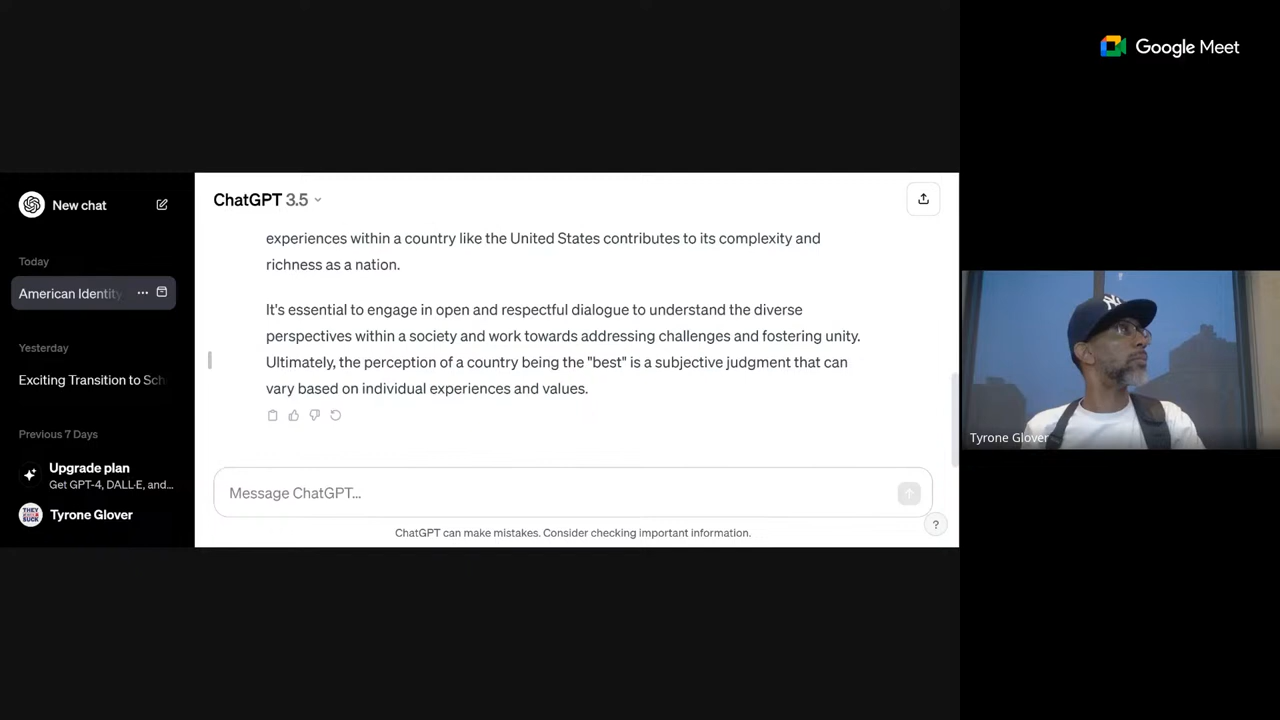 Google Meet
ChatGPT 3.5
New chat
Today
American Identity
Yesterday
Exciting Transition to Sch
Previous 7 Days
Upgrade plan
Get GPT-4, DALL·E, and...
Tyrone Glover
experiences within a country like the United States contributes to its complexity and
richness as a nation.
It's essential to engage in open and respectful dialogue to understand the diverse
perspectives within a society and work towards addressing challenges and fostering unity.
Ultimately, the perception of a country being the "best" is a subjective judgment that can
vary based on individual experiences and values.
Message ChatGPT...
ChatGPT can make mistakes. Consider checking important information.
?
Tyrone Glover